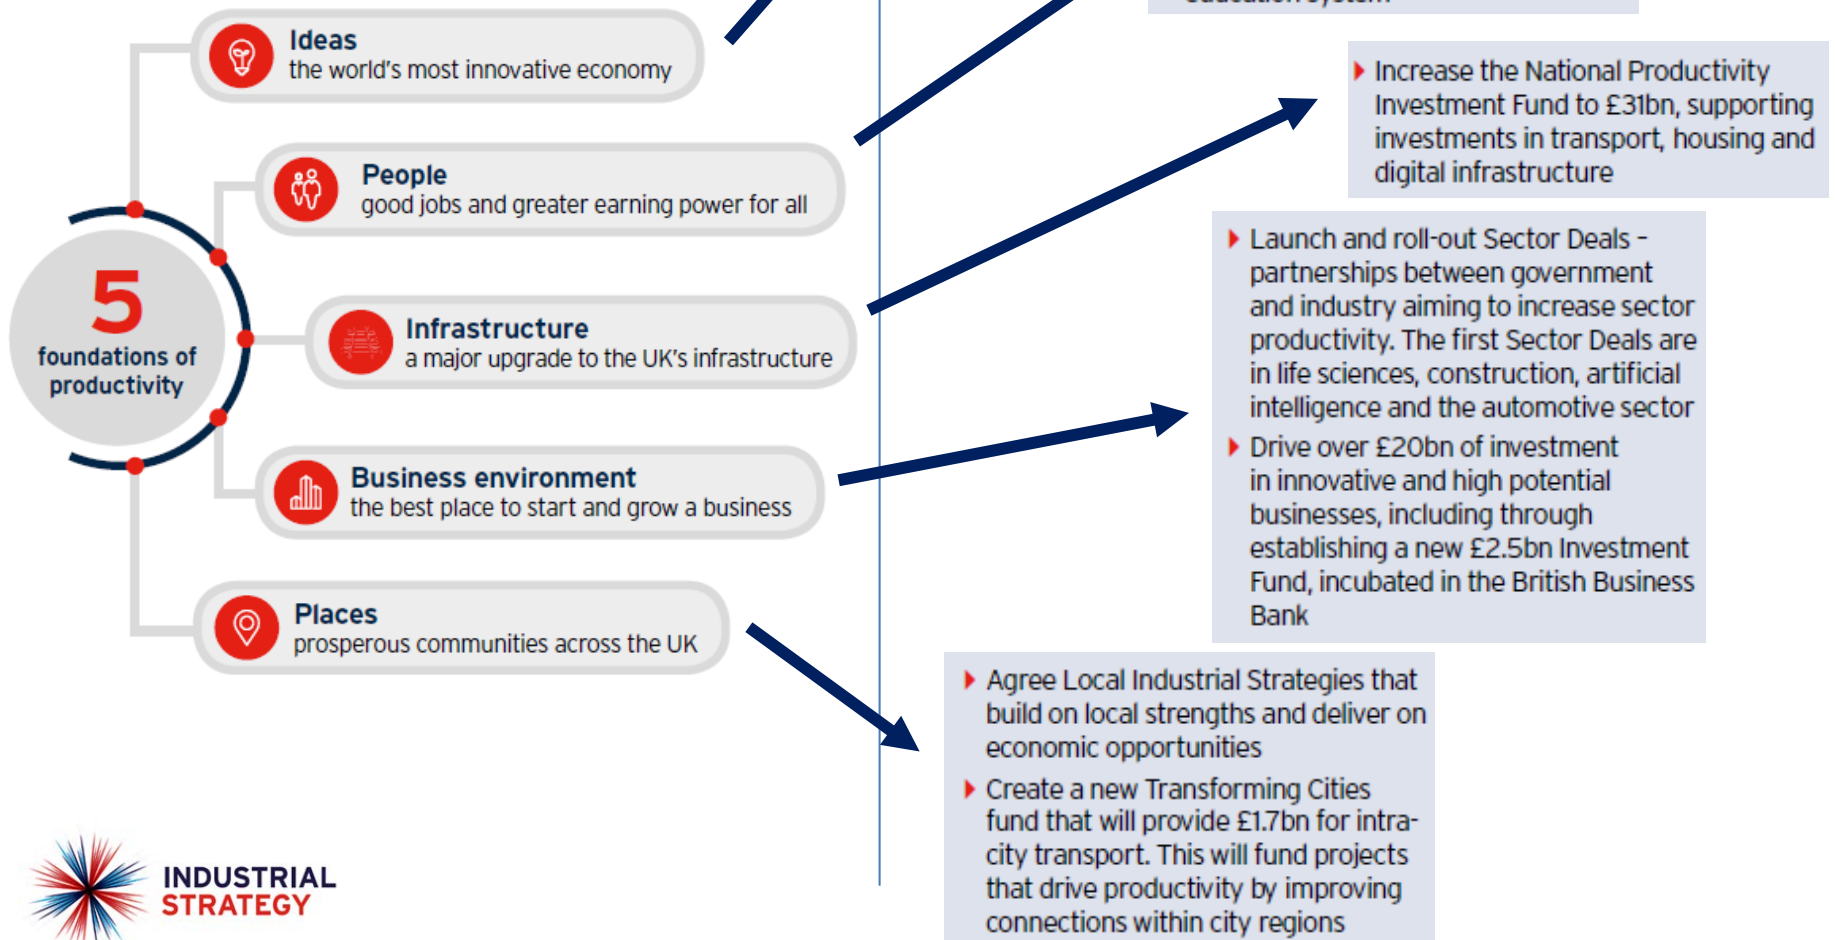 Ideas
the world's most innovative economy
People
good jobs and greater earning power for all
5
foundations of
productivity
Infrastructure
a major upgrade to the UK's infrastructure
Business environment
the best place to start and grow a business
Places
prosperous communities across the UK
INDUSTRIAL
STRATEGY
education system
Increase the National Productivity
Investment Fund to £31bn, supporting
investments in transport, housing and
digital infrastructure
Launch and roll-out Sector Deals –
partnerships between government
and industry aiming to increase sector
productivity. The first Sector Deals are
in life sciences, construction, artificial
intelligence and the automotive sector
Drive over £20bn of investment
in innovative and high potential
businesses, including through
establishing a new £2.5bn Investment
Fund, incubated in the British Business
Bank
Agree Local Industrial Strategies that
build on local strengths and deliver on
economic opportunities
Create a new Transforming Cities
fund that will provide £1.7bn for intra-
city transport. This will fund projects
that drive productivity by improving
connections within city regions